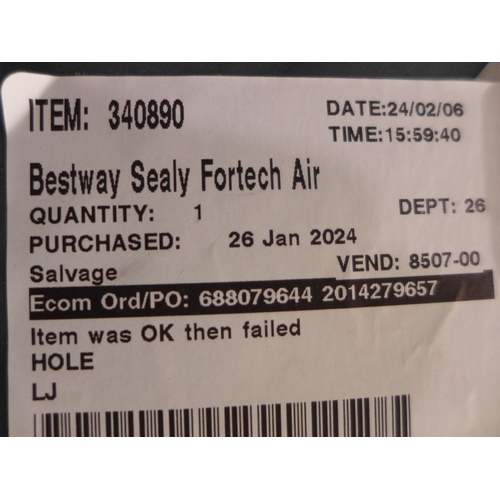 ITEM: 340890 DATE:24/02/06
TIME:15:59:40
Bestway Sealy Fortech Air
QUANTITY: 1 DEPT: 26
PURCHASED: 26 Jan 2024
Salvage VEND: 8507-00
Ecom Ord/PO: 688079644 2014279657
Item was OK then failed
HOLE
LJ